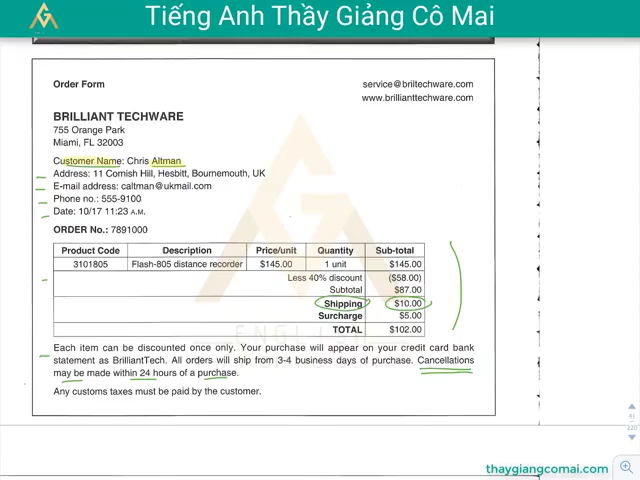 Tiếng Anh Thầy Giảng Cô Mai
Order Form
service@briltechware.com
www.brillianttechware.com
BRILLIANT TECHWARE
755 Orange Park
Miami, FL 32003
Customer Name: Chris Altman
Address: 11 Cornish Hill, Hesbitt, Bournemouth, UK
E-mail address: caltman@ukmail.com
Phone no.: 555-9100
Date: 10/17 11:23 A.M.
ORDER No.: 7891000
Product Code Description Price/unit Quantity Sub-total
3101805 Flash-805 distance recorder $145.00 1 unit $145.00
Less 40% discount ($58.00)
Subtotal $87.00
Shipping $10.00
Surcharge $5.00
TOTAL $102.00
Each item can be discounted once only. Your purchase will appear on your credit card bank
statement as BrilliantTech. All orders will ship from 3-4 business days of purchase. Cancellations
may be made within 24 hours of a purchase.
Any customs taxes must be paid by the customer.
41
220
thaygiangcomai.com